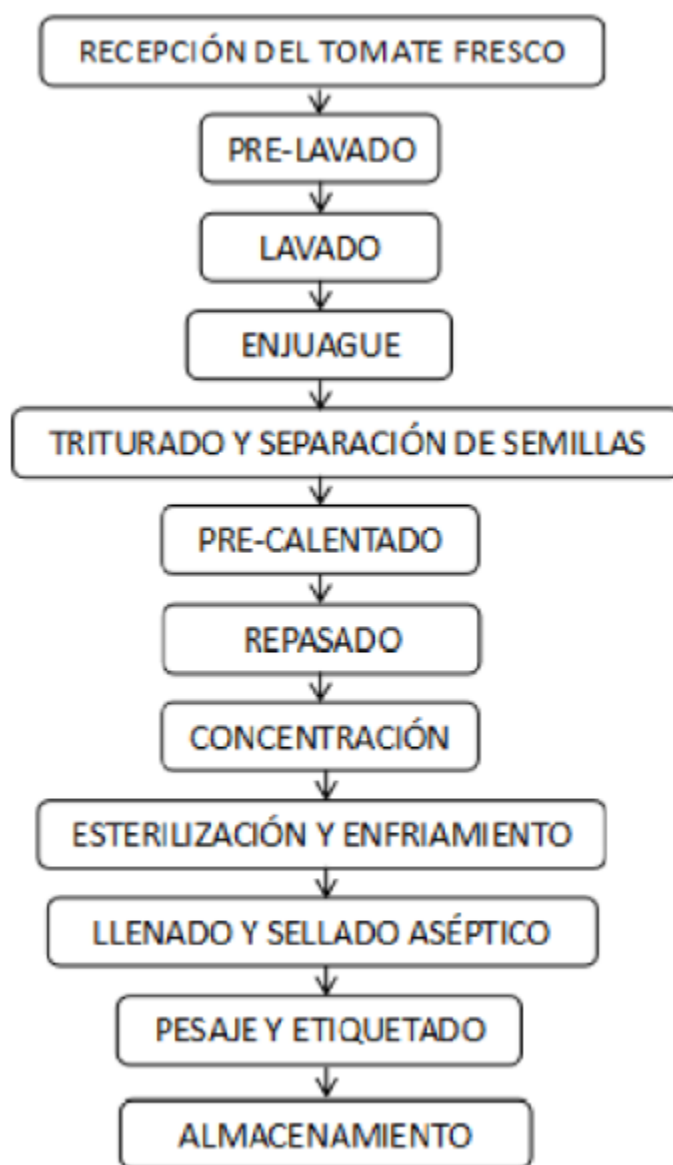 RECEPCIÓN DEL TOMATE FRESCO
PRE-LAVADO
LAVADO
ENJUAGUE
TRITURADO Y SEPARACIÓN DE SEMILLAS
PRE-CALENTADO
REPASADO
CONCENTRACIÓN
ESTERILIZACIÓN Y ENFRIAMIENTO
LLENADO Y SELLADO ASÉPTICO
PESAJE Y ETIQUETADO
ALMACENAMIENTO